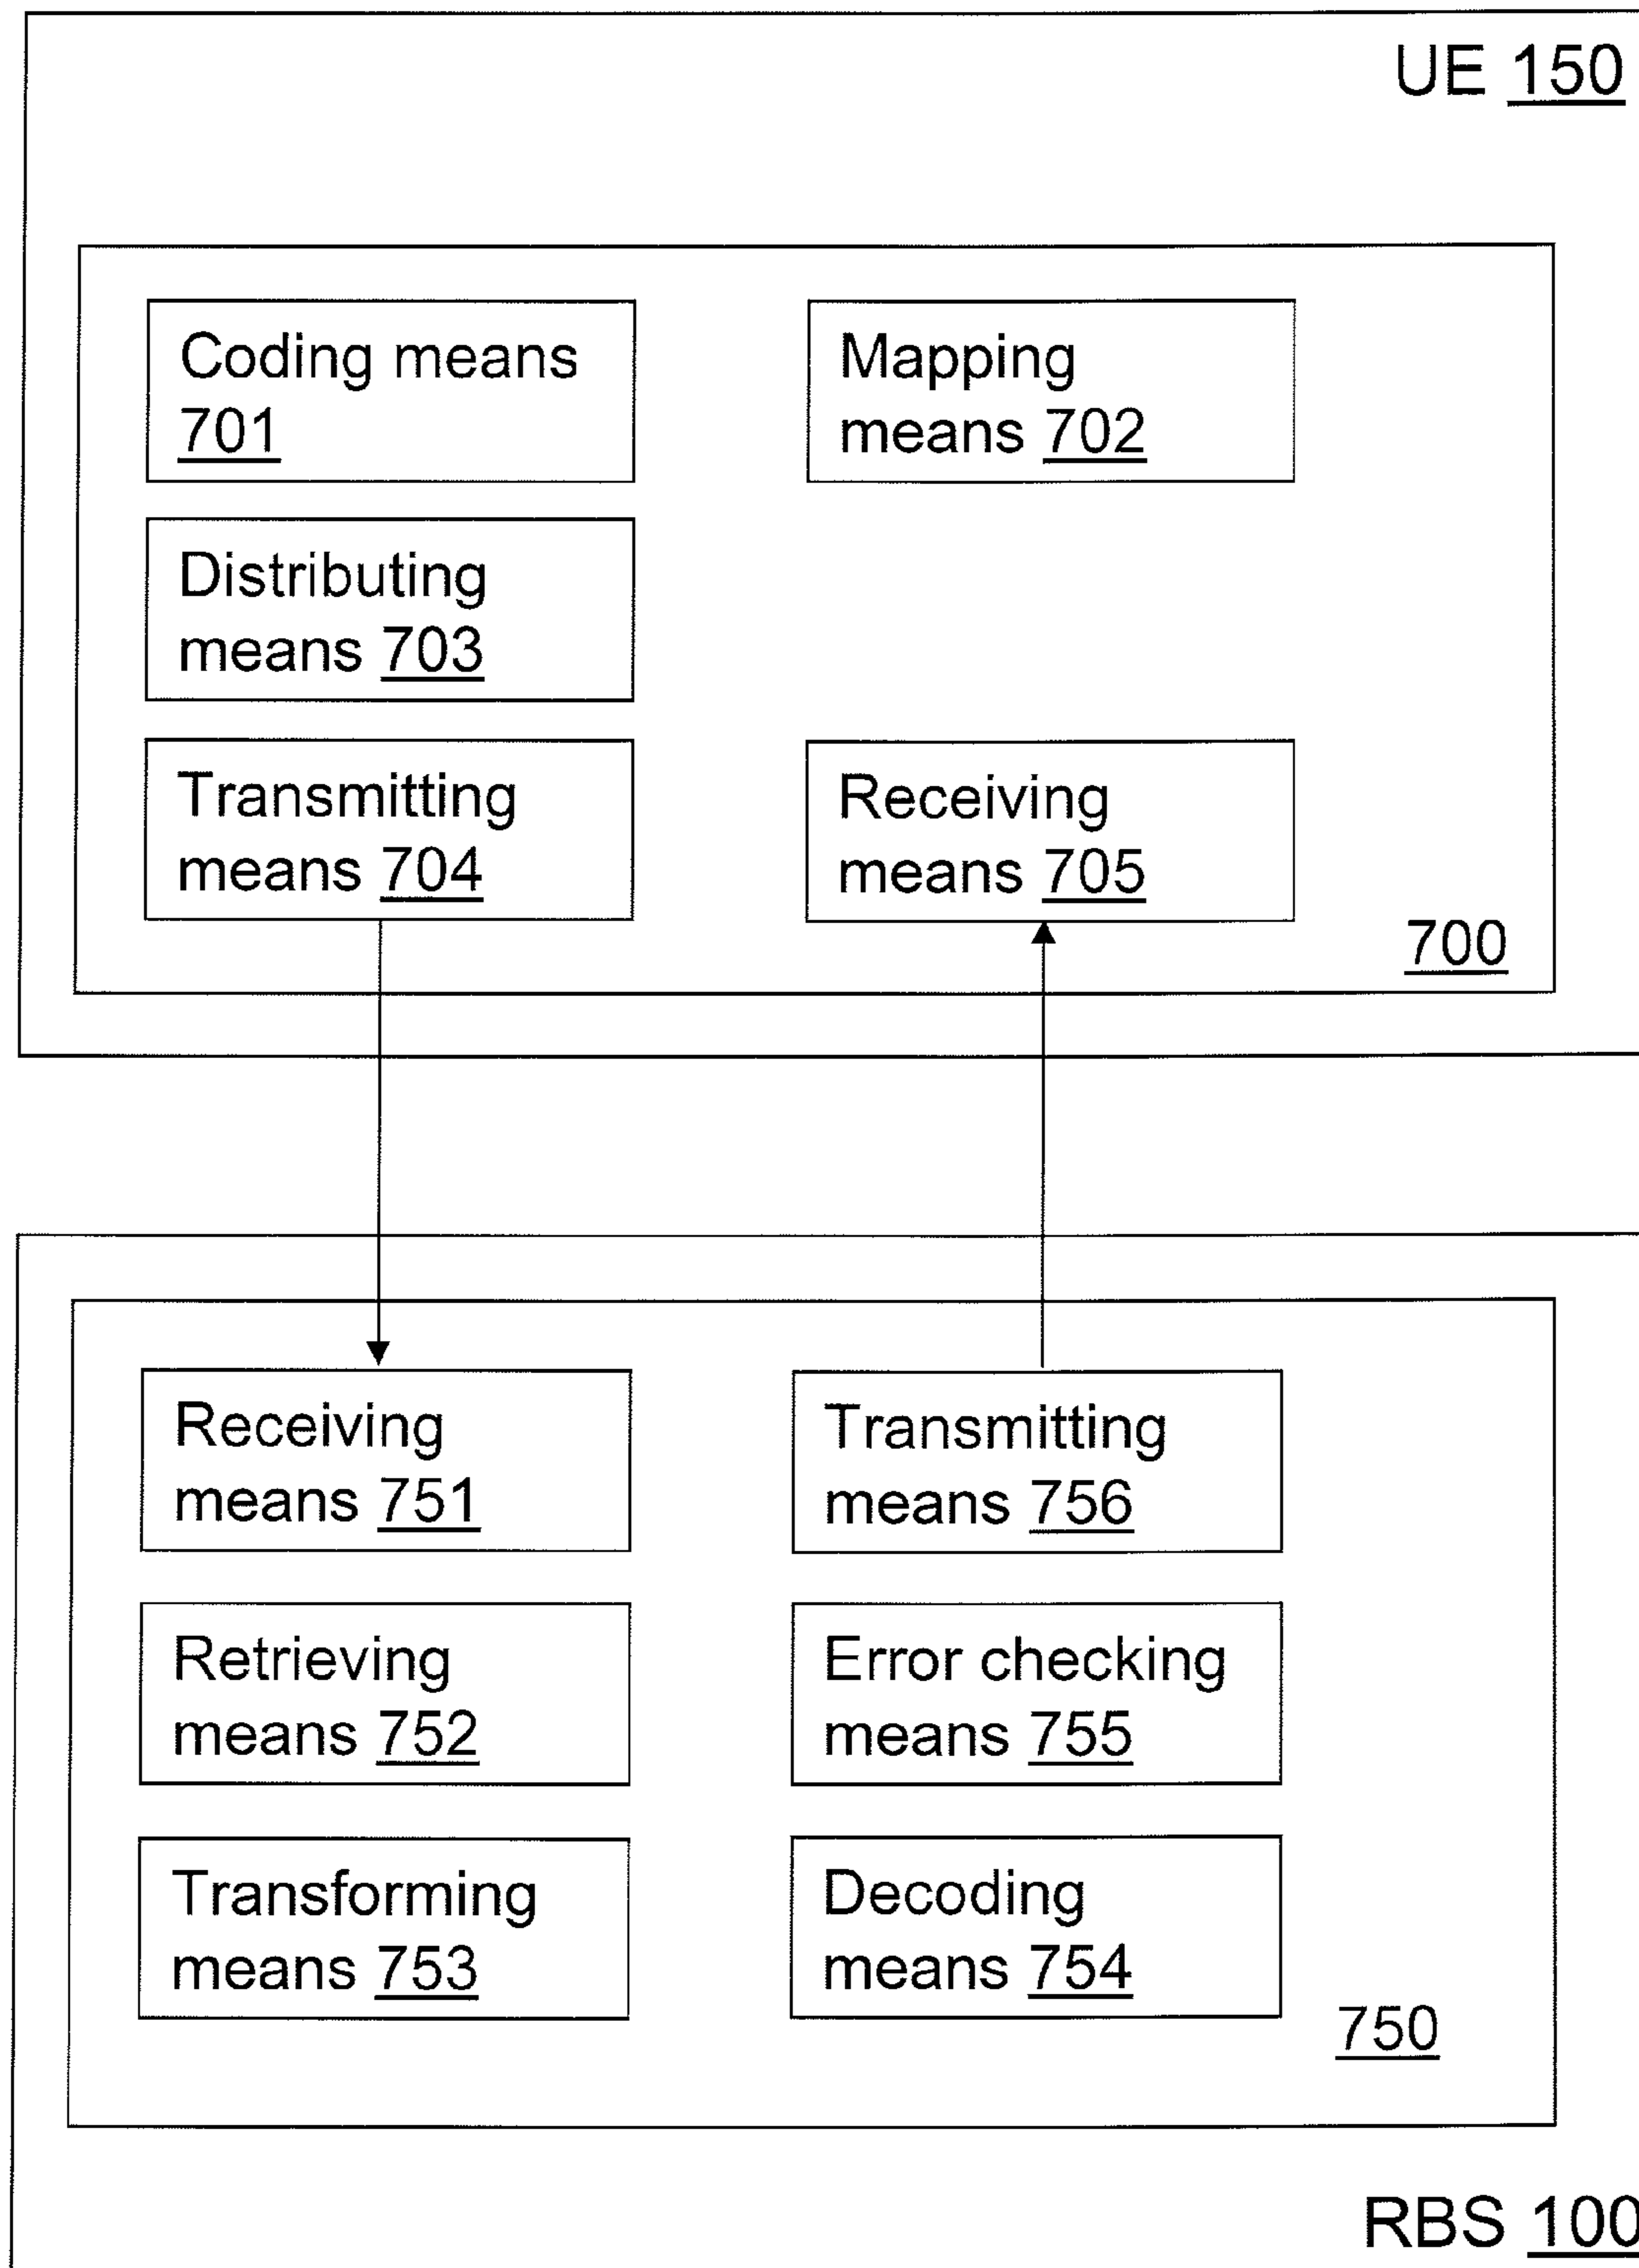 UE 150
Coding means
701
Mapping
means 702
Distributing
means 703
Transmitting
means 704
Receiving
means 705
700
Receiving
means 751
Transmitting
means 756
Retrieving
means 752
Error checking
means 755
Transforming
means 753
Decoding
means 754
750
RBS 100